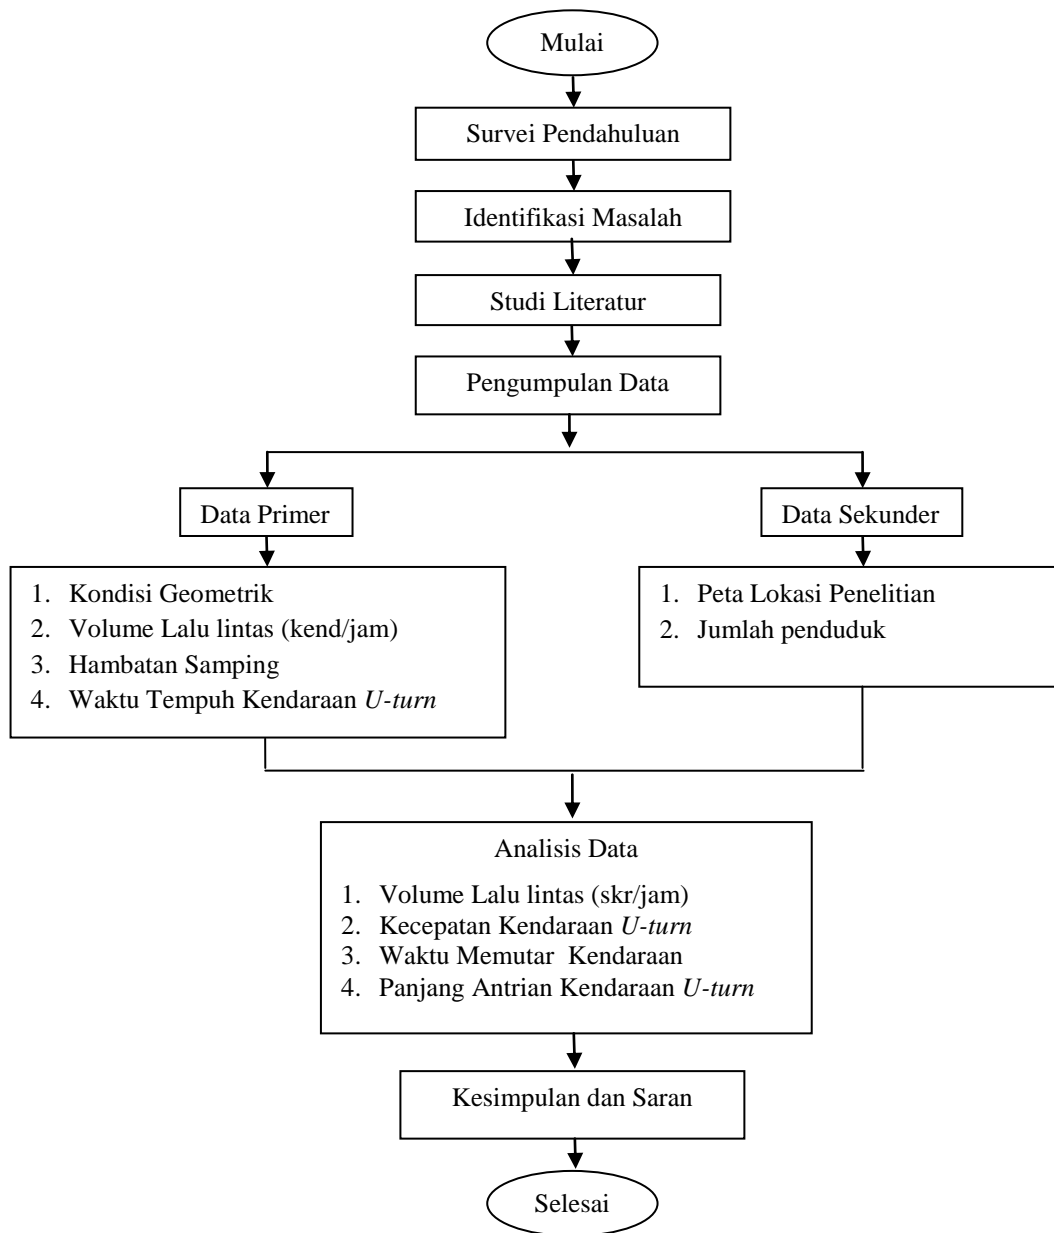 Mulai
Survei Pendahuluan
Identifikasi Masalah
Studi Literatur
Pengumpulan Data
Data Primer
Data Sekunder
1. Kondisi Geometrik
2. Volume Lalu lintas (kend/jam)
3. Hambatan Samping
4. Waktu Tempuh Kendaraan U-turn
1. Peta Lokasi Penelitian
2. Jumlah penduduk
Analisis Data
1. Volume Lalu lintas (skr/jam)
2. Kecepatan Kendaraan U-turn
3. Waktu Memutar Kendaraan
4. Panjang Antrian Kendaraan U-turn
Kesimpulan dan Saran
Selesai